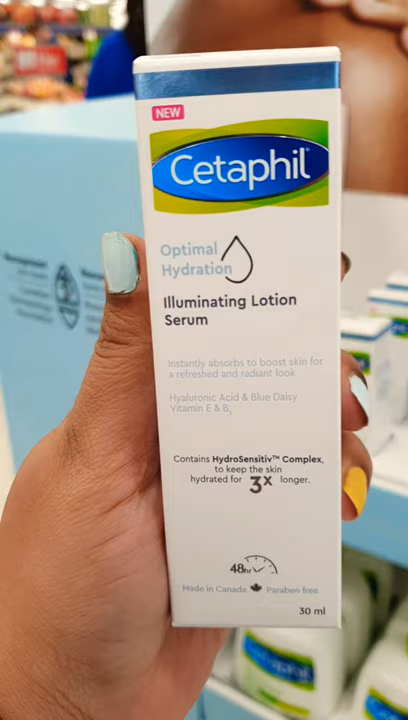 NEW
Cetaphil
Optimal
Hydration
Illuminating Lotion
Serum
Instantly absorbs to boost skin for
a refreshed and radiant look
Hyaluronic Acid & Blue Daisy
Vitamin E & B₅
Contains HydroSensitiv™ Complex,
to keep the skin
hydrated for 3x longer.
48hr
Made in Canada Paraben free
30 ml
Cetaphil